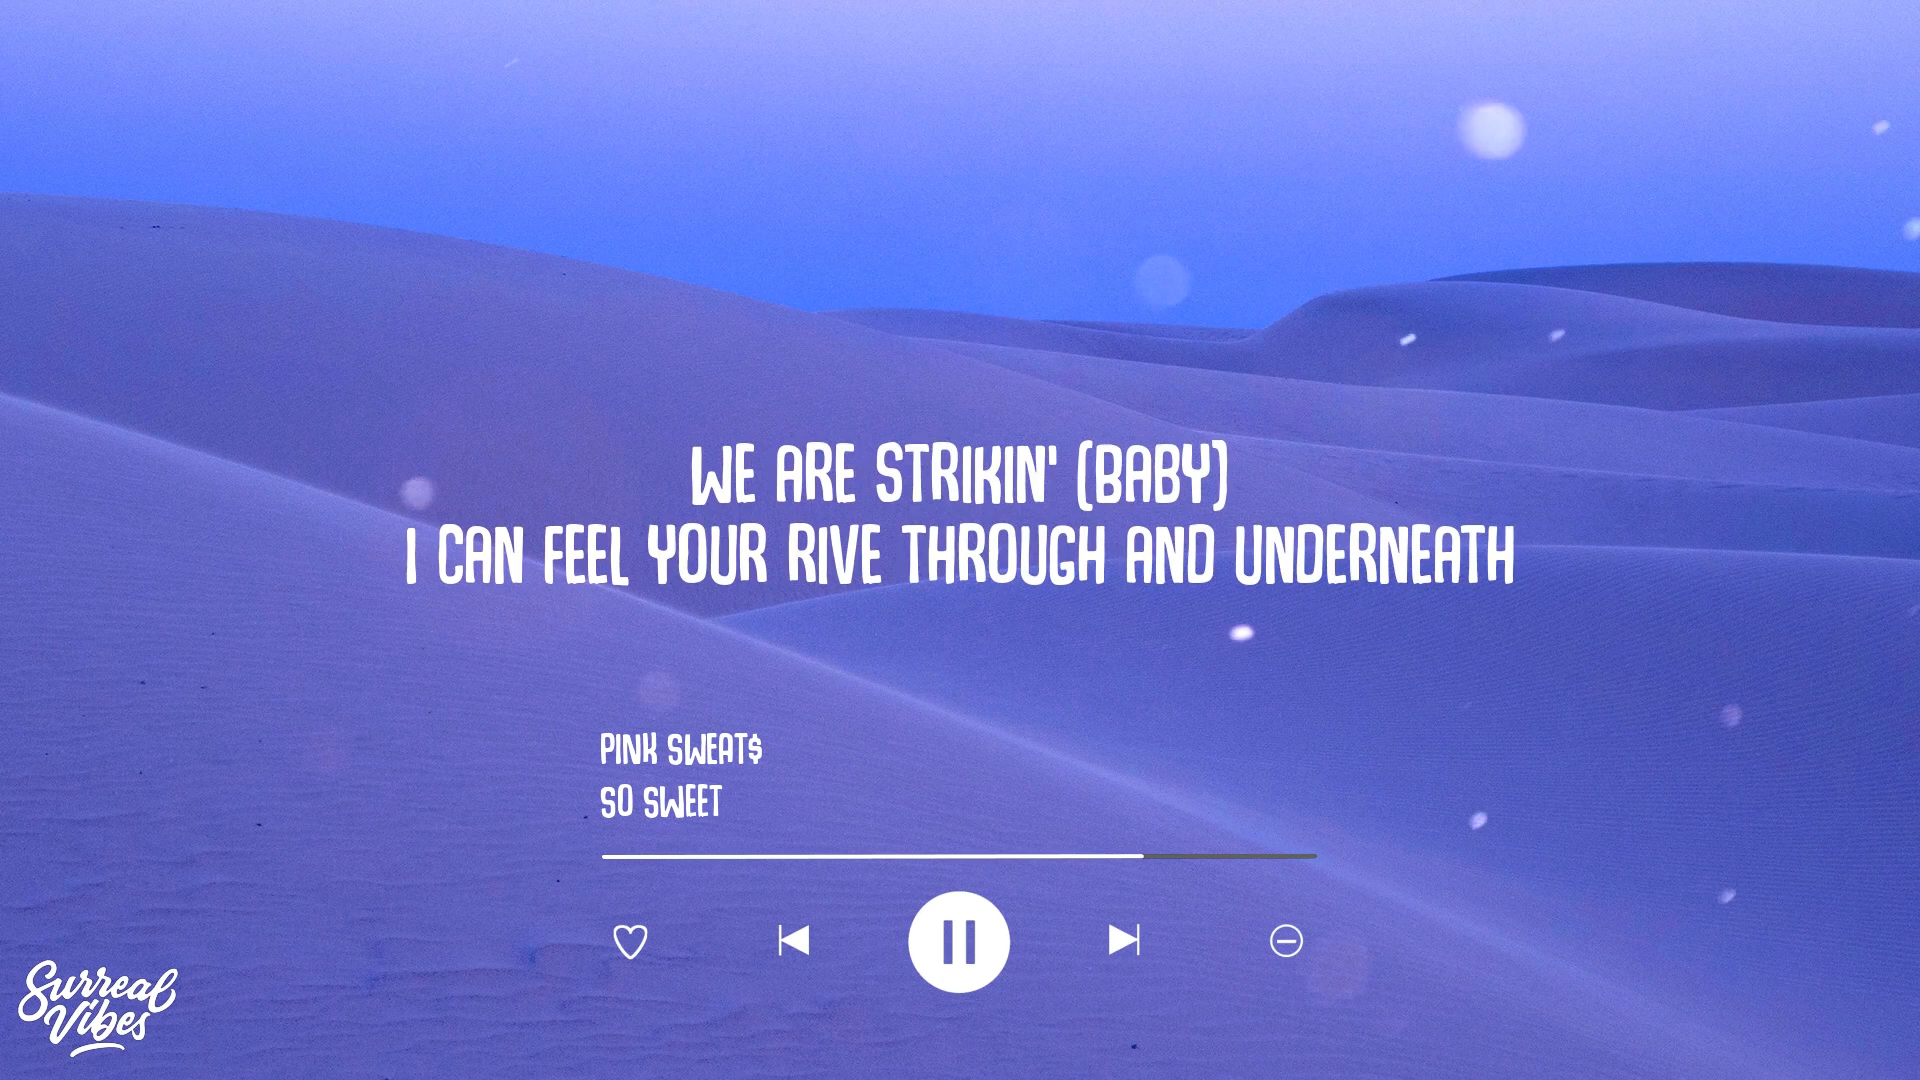 WE ARE STRIKIN' (BABY)
I CAN FEEL YOUR RIVE THROUGH AND UNDERNEATH
PINK SWEAT$
SO SWEET
Surreal
Vibes